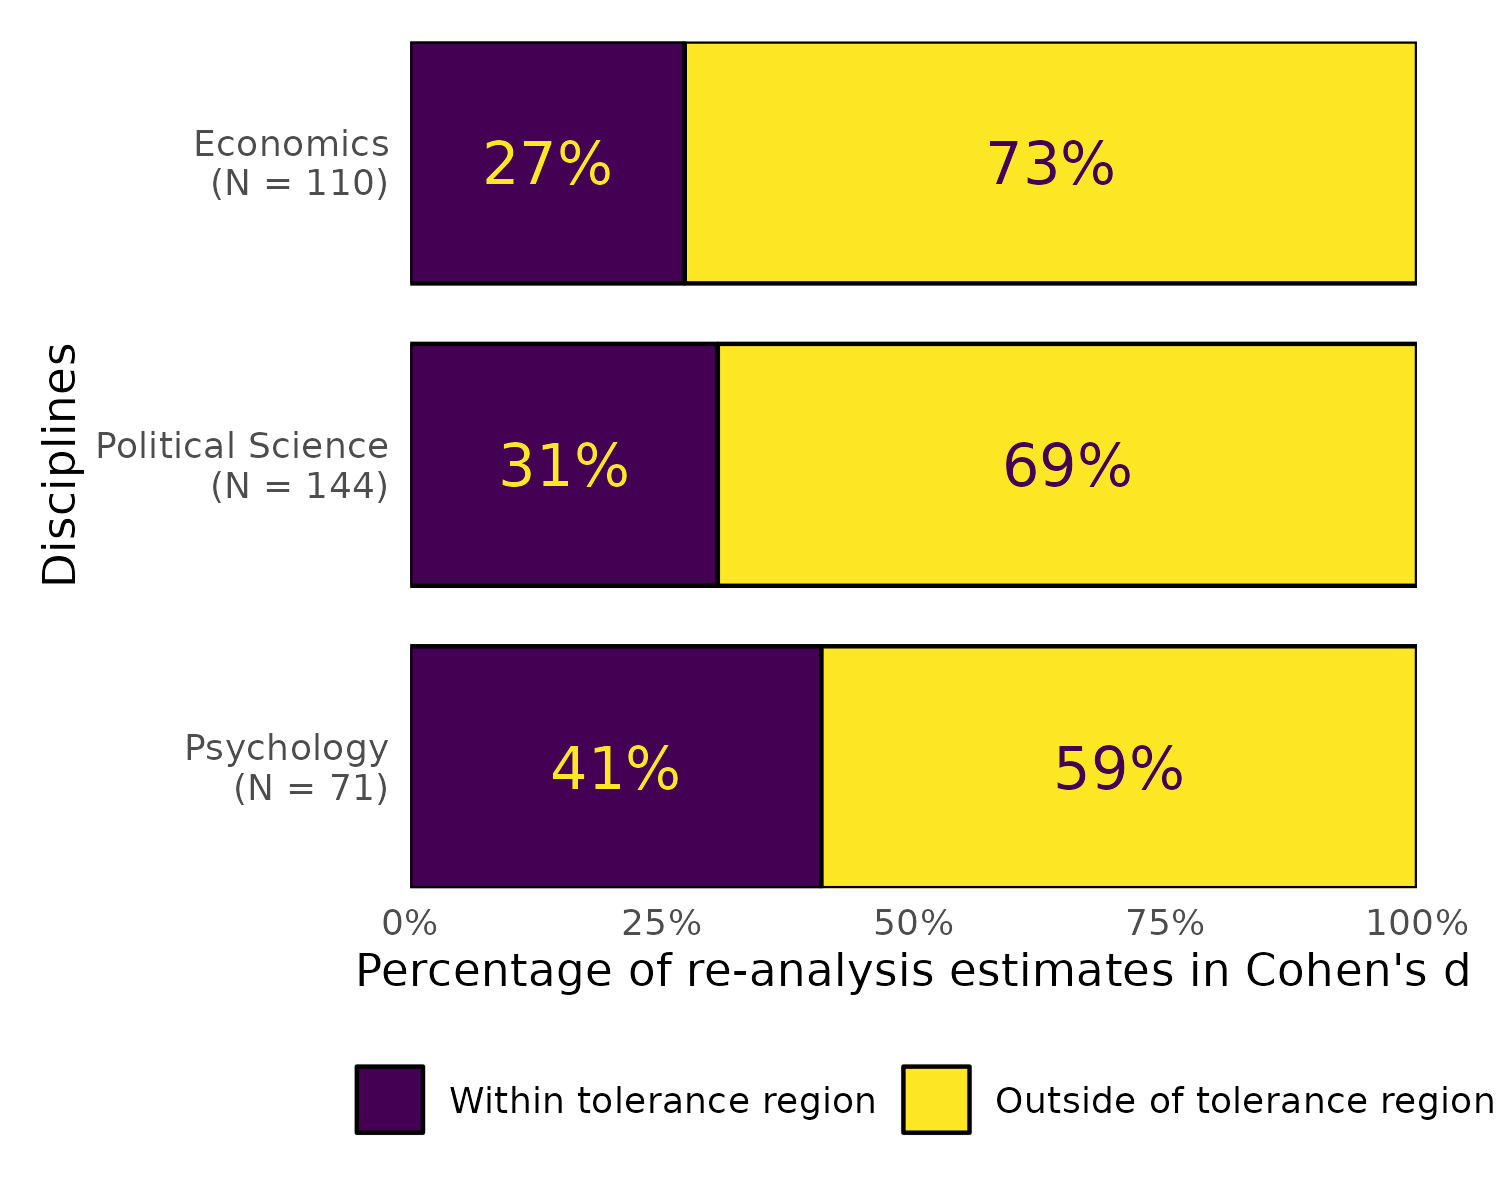 Disciplines
Economics
(N = 110)
27%
73%
Political Science
(N = 144)
31%
69%
Psychology
(N = 71)
41%
59%
0%
25%
50%
75%
100%
Percentage of re-analysis estimates in Cohen's d
Within tolerance region
Outside of tolerance region